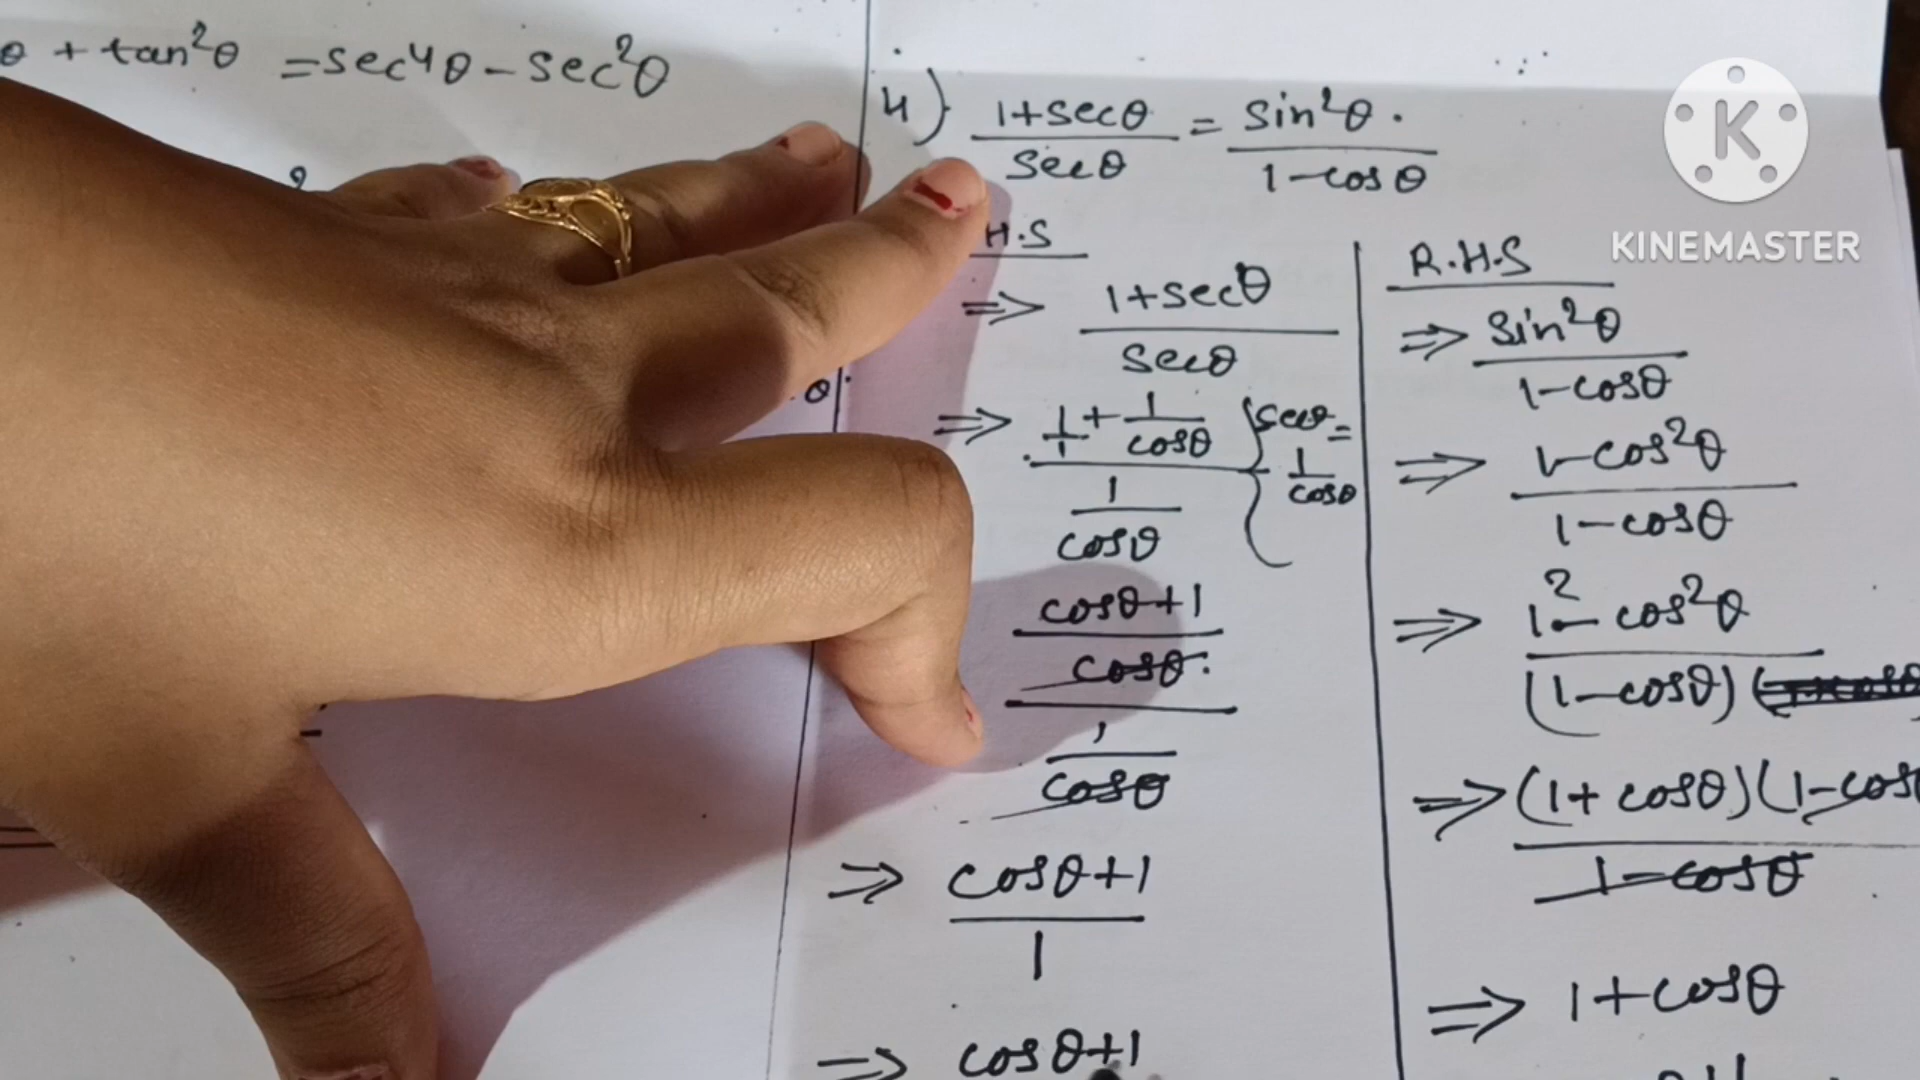 θ + tan²θ = sec⁴θ - sec²θ
4) 1+secθ / secθ = sin²θ / 1-cosθ
H.S
⇒ 1+secθ / secθ
⇒ 1/1 + 1/cosθ / 1/cosθ { secθ = 1/cosθ
cosθ+1 / cosθ / 1/cosθ
⇒ cosθ+1 / 1
⇒ cosθ+1
R.H.S
⇒ sin²θ / 1-cosθ
⇒ 1-cos²θ / 1-cosθ
⇒ 1²- cos²θ / (1-cosθ)
⇒ (1+cosθ)(1-cosθ / 1-cosθ
⇒ 1+cosθ
K
KINEMASTER